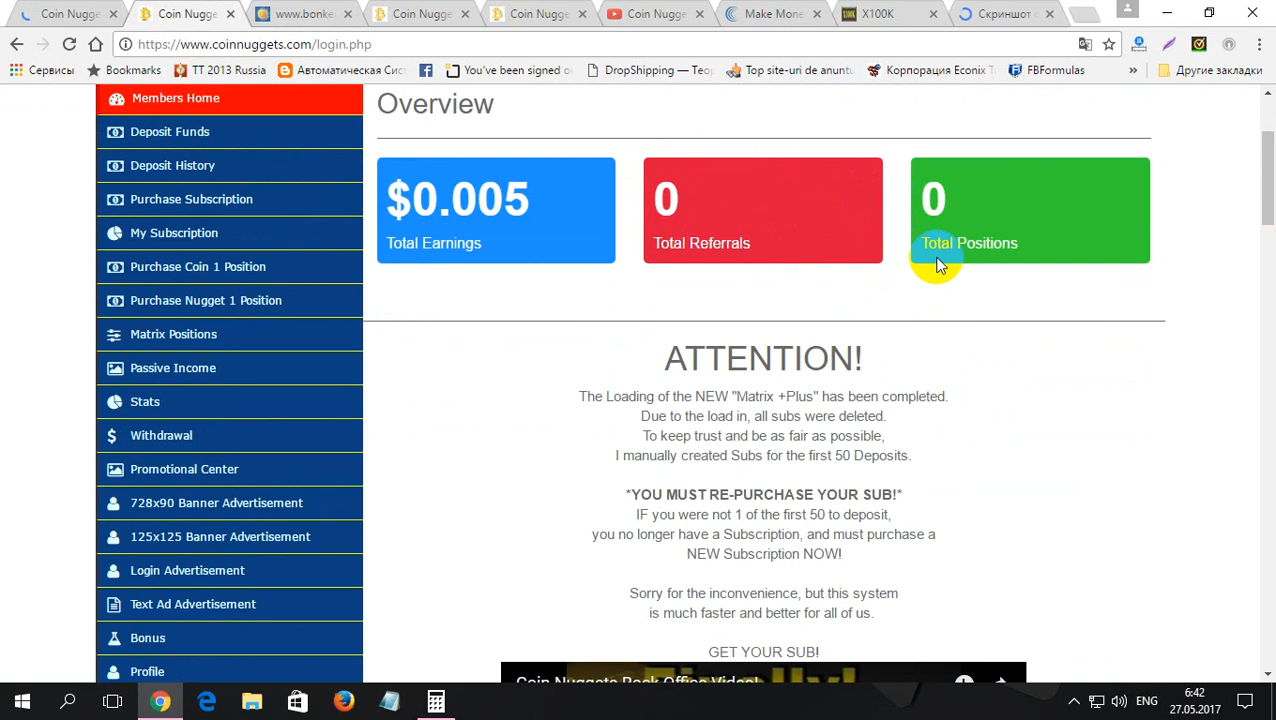 Coin Nugge
Coin Nugge
www.bonke
Coin Nugge
Coin Nugge
Coin Nugge
Make Mone
X100K
Скриншот
https://www.coinnuggets.com/login.php
Сервисы
Bookmarks
TT 2013 Russia
Автоматическая Сис
You've been signed o
DropShipping — Teo
Top site-uri de anuntu
Корпорация Econix T
FBFormulas
»
Другие закладки
Members Home
Deposit Funds
Deposit History
Purchase Subscription
My Subscription
Purchase Coin 1 Position
Purchase Nugget 1 Position
Matrix Positions
Passive Income
Stats
Withdrawal
Promotional Center
728x90 Banner Advertisement
125x125 Banner Advertisement
Login Advertisement
Text Ad Advertisement
Bonus
Profile
Overview
$0.005
Total Earnings
0
Total Referrals
0
Total Positions
ATTENTION!
The Loading of the NEW "Matrix +Plus" has been completed.
Due to the load in, all subs were deleted.
To keep trust and be as fair as possible,
I manually created Subs for the first 50 Deposits.
*YOU MUST RE-PURCHASE YOUR SUB!*
IF you were not 1 of the first 50 to deposit,
you no longer have a Subscription, and must purchase a
NEW Subscription NOW!
Sorry for the inconvenience, but this system
is much faster and better for all of us.
GET YOUR SUB!
Coin Nuggets Book Office Video!
ENG
6:42
27.05.2017